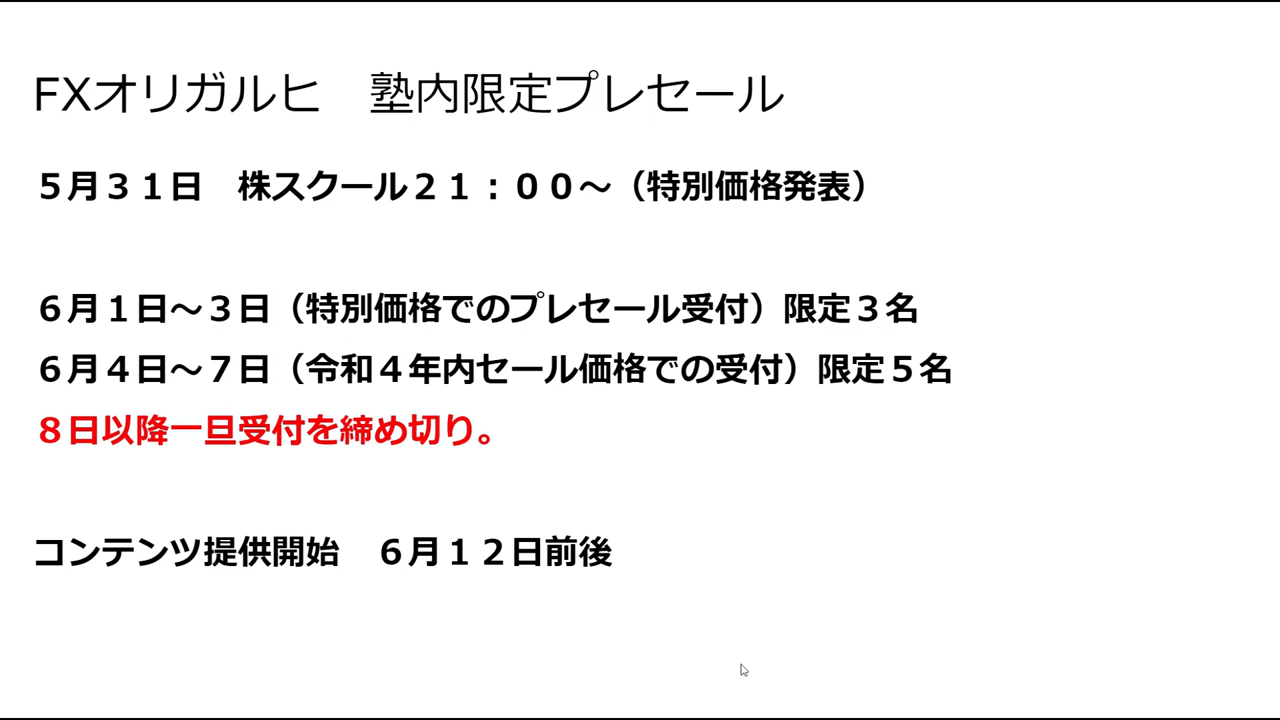 FXオリガルヒ　塾内限定プレセール
５月３１日　株スクール２１：００～（特別価格発表）
６月１日～３日（特別価格でのプレセール受付）限定３名
６月４日～７日（令和４年内セール価格での受付）限定５名
８日以降一旦受付を締め切り。
コンテンツ提供開始　６月１２日前後